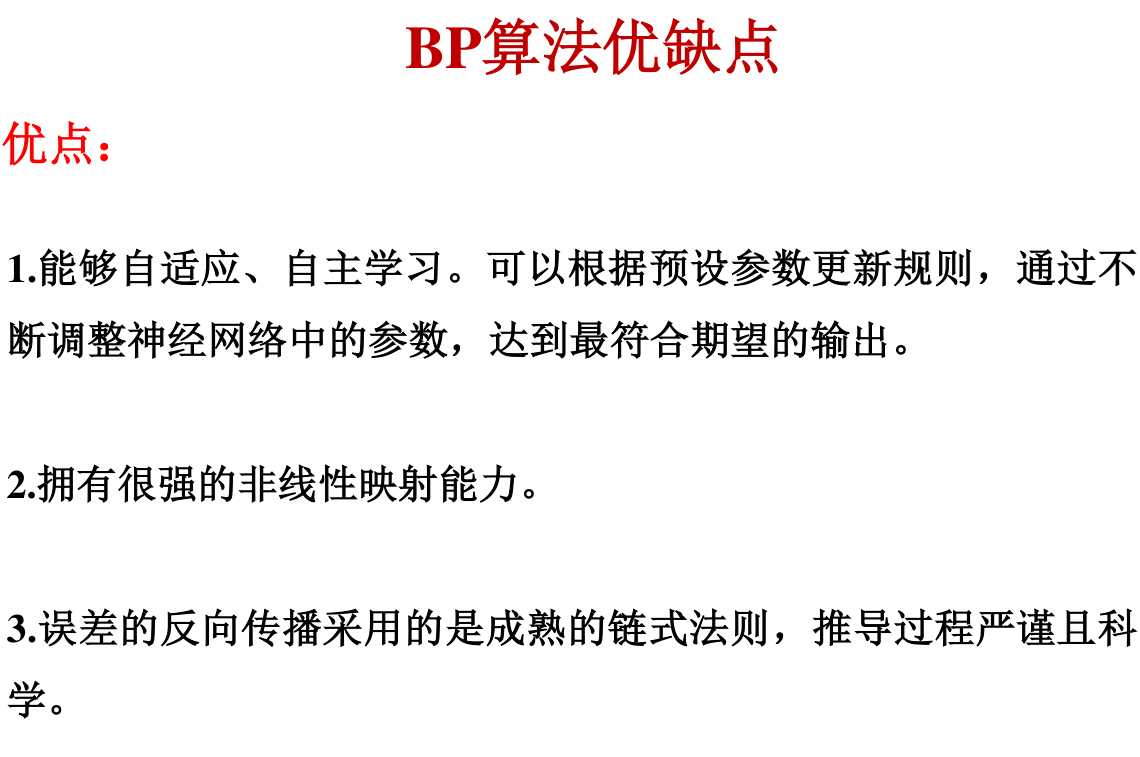 BP算法优缺点
优点：
1.能够自适应、自主学习。可以根据预设参数更新规则，通过不
断调整神经网络中的参数，达到最符合期望的输出。
2.拥有很强的非线性映射能力。
3.误差的反向传播采用的是成熟的链式法则，推导过程严谨且科
学。